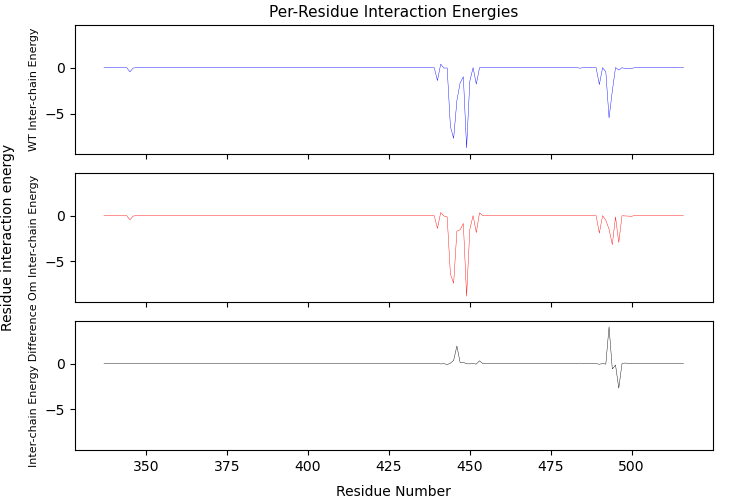 Per-Residue Interaction Energies
Residue interaction energy
WT Inter-chain Energy
0
−5
Om Inter-chain Energy
0
−5
Inter-chain Energy Difference
0
−5
350
375
400
425
450
475
500
Residue Number